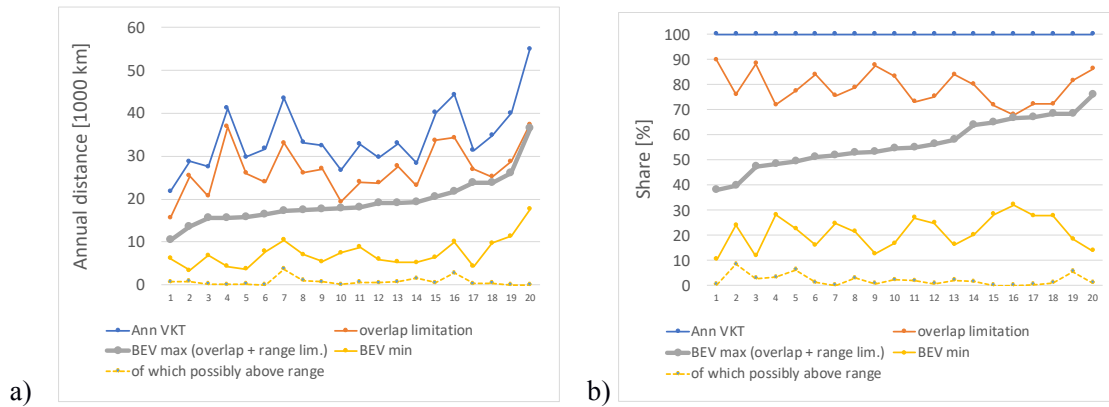 a)
Annual distance [1000 km]
60
50
40
30
20
10
0
1 2 3 4 5 6 7 8 9 10 11 12 13 14 15 16 17 18 19 20
Ann VKT overlap limitation
BEV max (overlap + range lim.) BEV min
of which possibly above range
b)
Share [%]
100
90
80
70
60
50
40
30
20
10
0
1 2 3 4 5 6 7 8 9 10 11 12 13 14 15 16 17 18 19 20
Ann VKT overlap limitation
BEV max (overlap + range lim.) BEV min
of which possibly above range